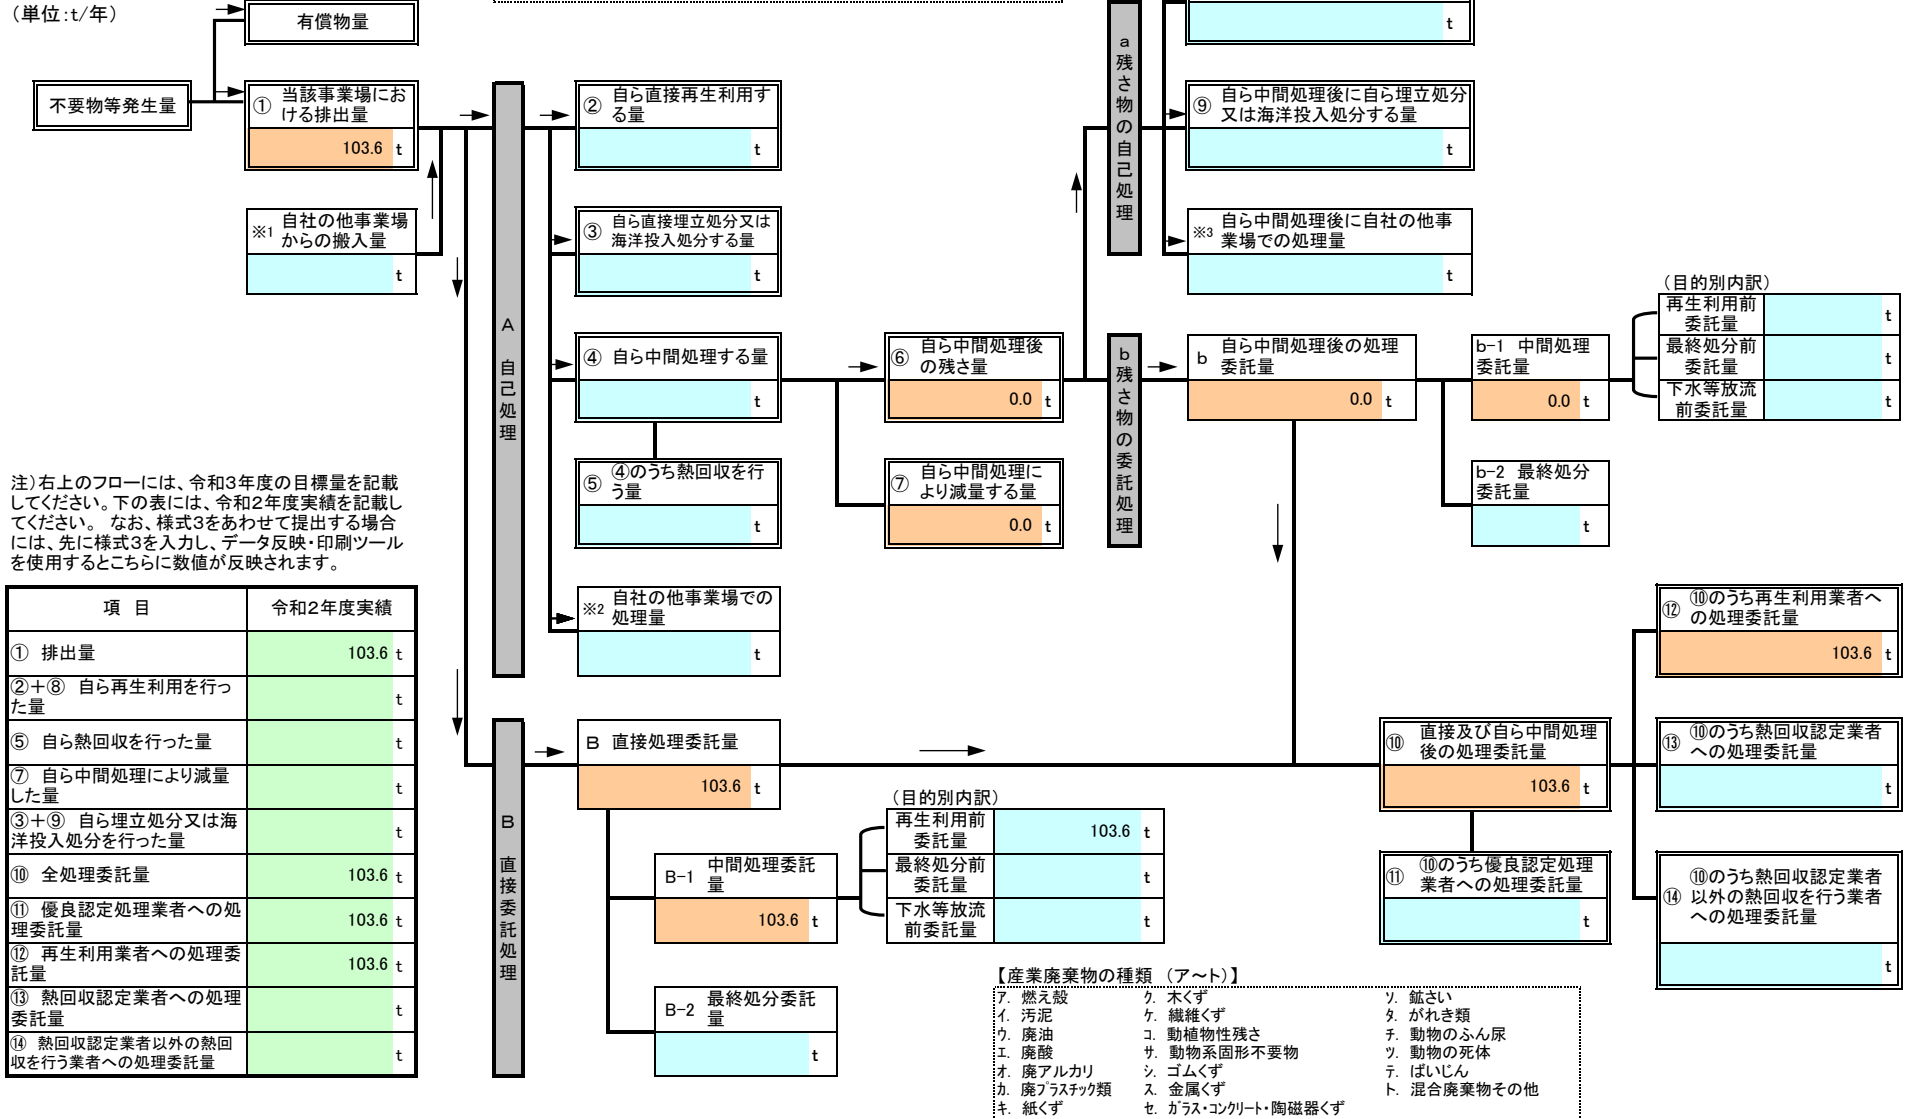 （単位：t/年）
有償物量
t
不要物等発生量
① 当該事業場にお
ける排出量
103.6 t
※1 自社の他事業場
からの搬入量
t
A 自己処理
② 自ら直接再生利用す
る量
t
③ 自ら直接埋立処分又は
海洋投入処分する量
t
④ 自ら中間処理する量
t
⑤ ④のうち熱回収を行
う量
t
※2 自社の他事業場での
処理量
t
⑥ 自ら中間処理後
の残さ量
0.0 t
⑦ 自ら中間処理に
より減量する量
0.0 t
a 残さ物の自己処理
⑨ 自ら中間処理後に自ら埋立処分
又は海洋投入処分する量
t
※3 自ら中間処理後に自社の他事
業場での処理量
t
b 残さ物の委託処理
b 自ら中間処理後の処理
委託量
0.0 t
b-1 中間処理
委託量
0.0 t
（目的別内訳）
再生利用前
委託量
t
最終処分前
委託量
t
下水等放流
前委託量
t
b-2 最終処分
委託量
t
注）右上のフローには、令和3年度の目標量を記載
してください。下の表には、令和2年度実績を記載し
てください。 なお、様式3をあわせて提出する場合
には、先に様式3を入力し、データ反映・印刷ツール
を使用するとこちらに数値が反映されます。
項 目 令和2年度実績
① 排出量 103.6 t
②＋⑧ 自ら再生利用を行っ
た量
t
⑤ 自ら熱回収を行った量 t
⑦ 自ら中間処理により減量
した量
t
③＋⑨ 自ら埋立処分又は海
洋投入処分を行った量
t
⑩ 全処理委託量 103.6 t
⑪ 優良認定処理業者への処
理委託量
103.6 t
⑫ 再生利用業者への処理委
託量
103.6 t
⑬ 熱回収認定業者への処理
委託量
t
⑭ 熱回収認定業者以外の熱回
収を行う業者への処理委託量
t
B 直接委託処理
B 直接処理委託量
103.6 t
B-1 中間処理委託
量
103.6 t
（目的別内訳）
再生利用前
委託量
103.6 t
最終処分前
委託量
t
下水等放流
前委託量
t
B-2 最終処分委託
量
t
⑩ 直接及び自ら中間処理
後の処理委託量
103.6 t
⑪ ⑩のうち優良認定処理
業者への処理委託量
t
⑫ ⑩のうち再生利用業者へ
の処理委託量
103.6 t
⑬ ⑩のうち熱回収認定業者
への処理委託量
t
⑭ ⑩のうち熱回収認定業者
以外の熱回収を行う業者
への処理委託量
t
【産業廃棄物の種類 （ア～ト）】
ア. 燃え殻 ク. 木くず ソ. 鉱さい
イ. 汚泥 ケ. 繊維くず タ. がれき類
ウ. 廃油 コ. 動植物性残さ チ. 動物のふん尿
エ. 廃酸 サ. 動物系固形不要物 ツ. 動物の死体
オ. 廃アルカリ シ. ゴムくず テ. ばいじん
カ. 廃プラスチック類 ス. 金属くず ト. 混合廃棄物その他
キ. 紙くず セ. ガラス・コンクリート・陶磁器くず